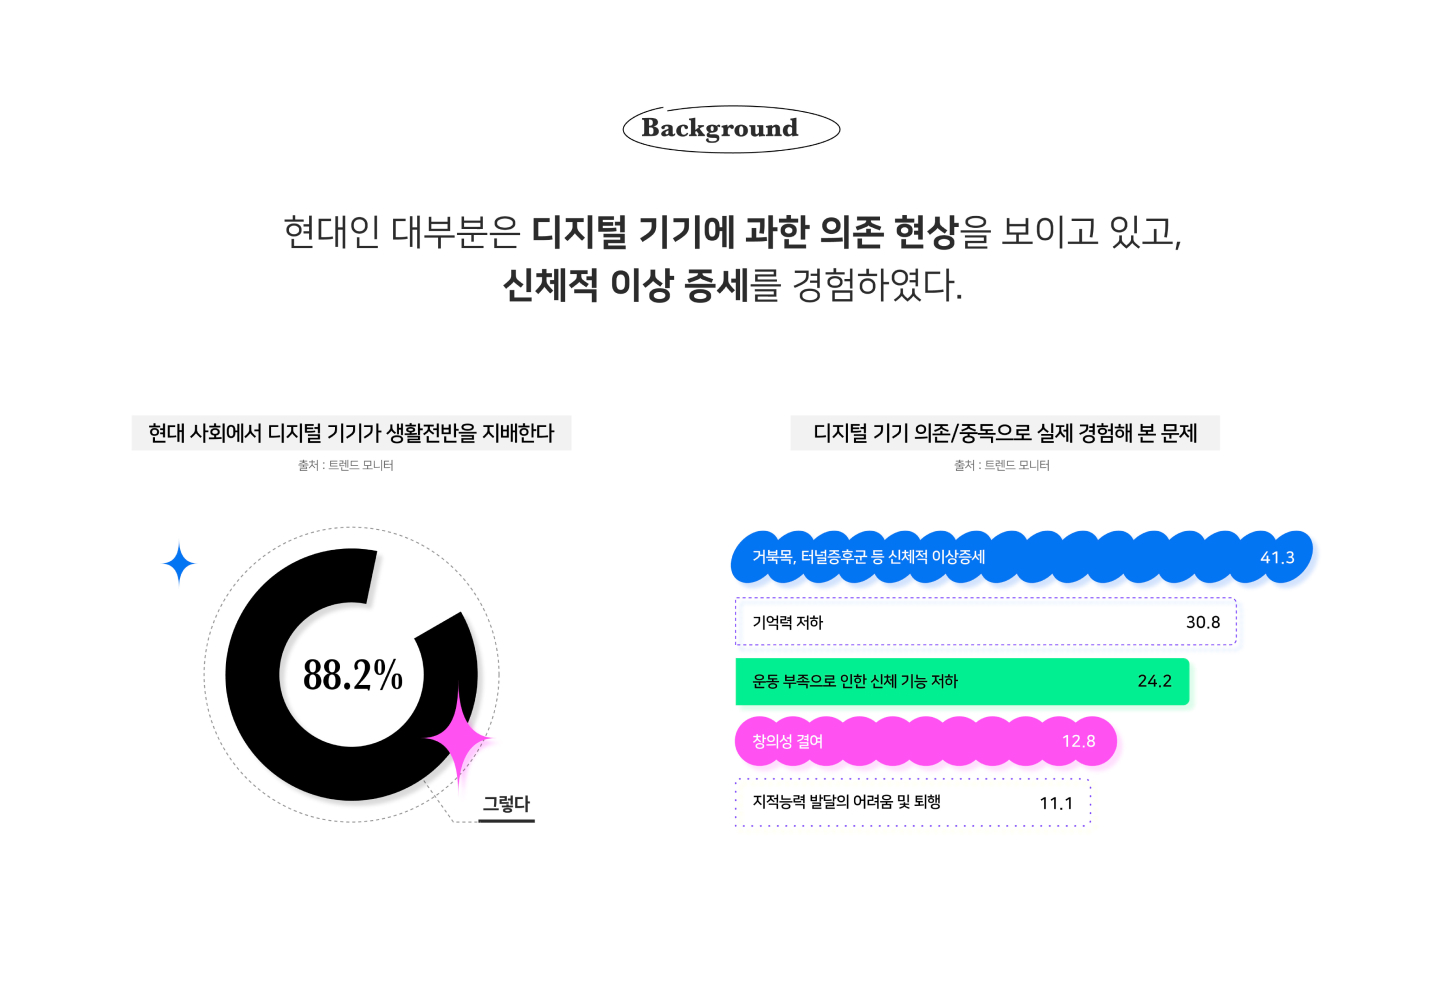 Background
현대인 대부분은 디지털 기기에 과한 의존 현상을 보이고 있고,
신체적 이상 증세를 경험하였다.
현대 사회에서 디지털 기기가 생활전반을 지배한다
출처 : 트렌드 모니터
88.2%
그렇다
디지털 기기 의존/중독으로 실제 경험해 본 문제
출처 : 트렌드 모니터
거북목, 터널증후군 등 신체적 이상증세 41.3
기억력 저하 30.8
운동 부족으로 인한 신체 기능 저하 24.2
창의성 결여 12.8
지적능력 발달의 어려움 및 퇴행 11.1